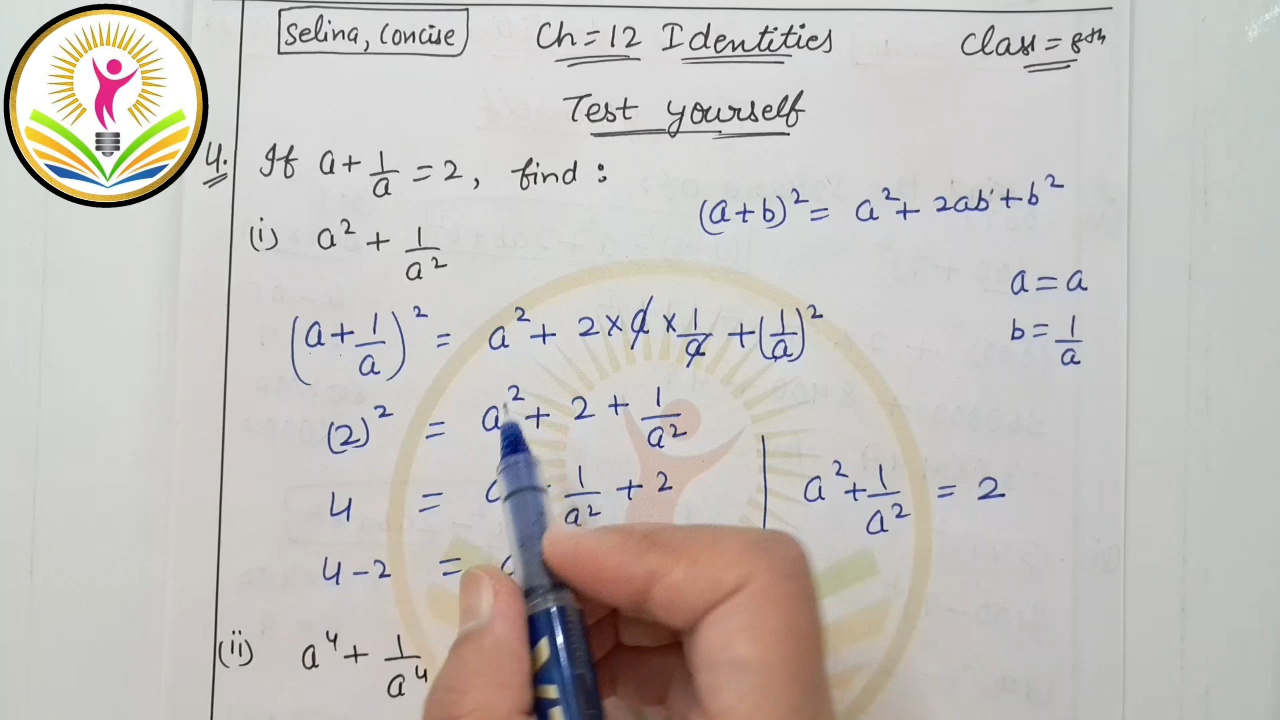 Selina, Concise Ch = 12 Identities Class = 8th
Test yourself
4. If a + 1/a = 2, find :
(a+b)² = a² + 2ab + b²
(i) a² + 1/a²
a = a
b = 1/a
(a + 1/a)² = a² + 2 × a × 1/a + (1/a)²
(2)² = a² + 2 + 1/a²
4 = 1/a² + 2
a² + 1/a² = 2
4 - 2 =
(ii) a⁴ + 1/a⁴